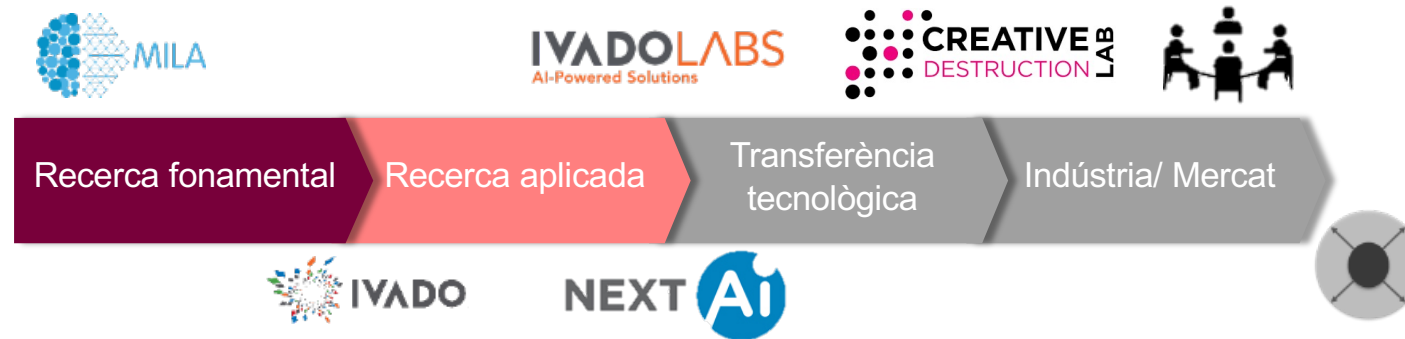 MILA
IVADOLABS
AI-Powered Solutions
CREATIVE
DESTRUCTION
LAB
Recerca fonamental
Recerca aplicada
Transferència
tecnològica
Indústria/ Mercat
IVADO
NEXT Ai